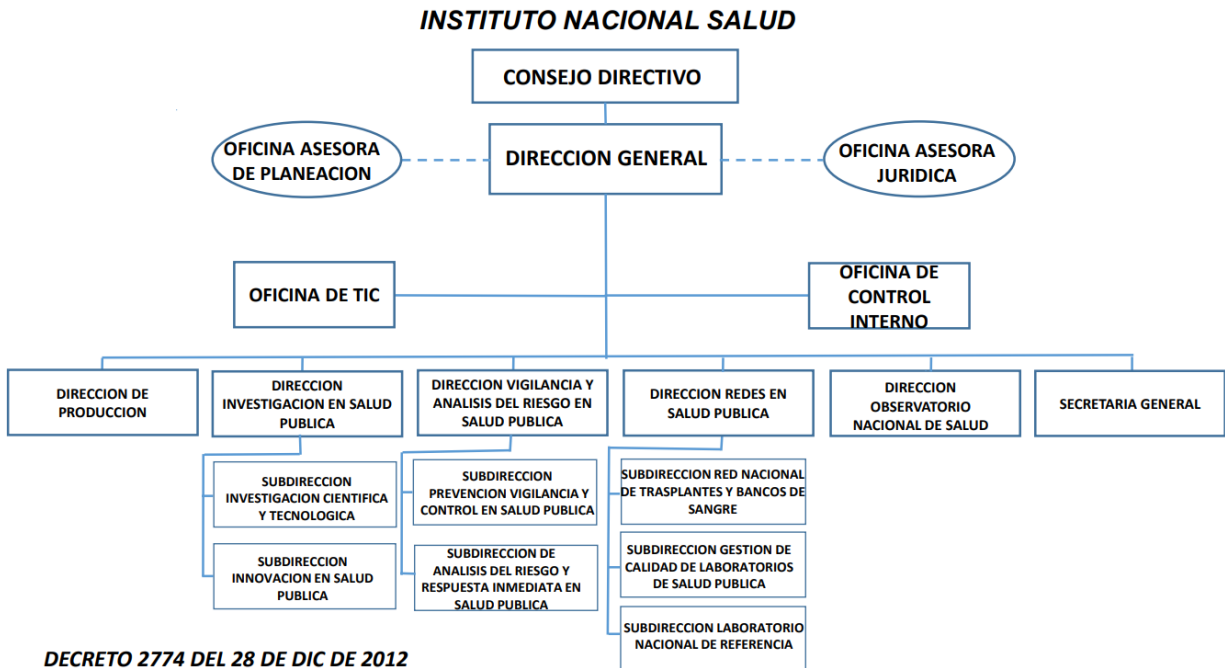 INSTITUTO NACIONAL SALUD
CONSEJO DIRECTIVO
OFICINA ASESORA
DE PLANEACION
DIRECCION GENERAL
OFICINA ASESORA
JURIDICA
OFICINA DE TIC
OFICINA DE
CONTROL
INTERNO
DIRECCION DE
PRODUCCION
DIRECCION
INVESTIGACION EN SALUD
PUBLICA
DIRECCION VIGILANCIA Y
ANALISIS DEL RIESGO EN
SALUD PUBLICA
DIRECCION REDES EN
SALUD PUBLICA
DIRECCION
OBSERVATORIO
NACIONAL DE SALUD
SECRETARIA GENERAL
SUBDIRECCION
INVESTIGACION CIENTIFICA
Y TECNOLOGICA
SUBDIRECCION
INNOVACION EN SALUD
PUBLICA
SUBDIRECCION
PREVENCION VIGILANCIA Y
CONTROL EN SALUD PUBLICA
SUBDIRECCION DE
ANALISIS DEL RIESGO Y
RESPUESTA INMEDIATA EN
SALUD PUBLICA
SUBDIRECCION RED NACIONAL
DE TRASPLANTES Y BANCOS DE
SANGRE
SUBDIRECCION GESTION DE
CALIDAD DE LABORATORIOS
DE SALUD PUBLICA
SUBDIRECCION LABORATORIO
NACIONAL DE REFERENCIA
DECRETO 2774 DEL 28 DE DIC DE 2012